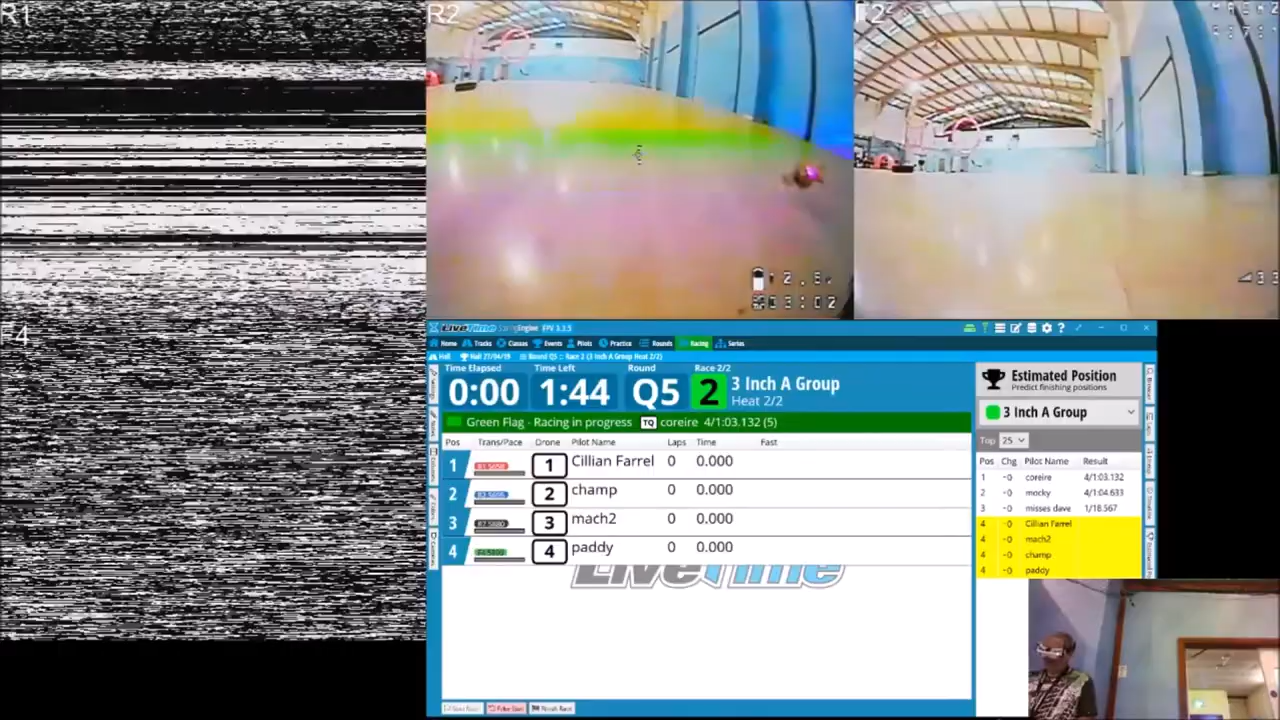 R1
R2
F4
LiveTime FPV 3.3.5
Home Tracks Classes Events Pilots Practice Rounds Racing Series
Time Elapsed Time Left Round Race 2/2
0:00 1:44 Q5 2 3 Inch A Group
Heat 2/2
Green Flag - Racing in progress TQ coreire 4/1:03.132 (5)
Pos Trans/Pace Drone Pilot Name Laps Time Fast
1 1 Cillian Farrel 0 0.000
2 2 champ 0 0.000
3 3 mach2 0 0.000
4 4 paddy 0 0.000
LiveTime
Estimated Position
Predict finishing positions
3 Inch A Group
Top 25
Pos Chg Pilot Name Result
1 -0 coreire 4/1:03.132
2 -0 mocky 4/1:04.633
3 -0 misses dave 1/18.567
4 -0 Cillian Farrel
4 -0 mach2
4 -0 champ
4 -0 paddy